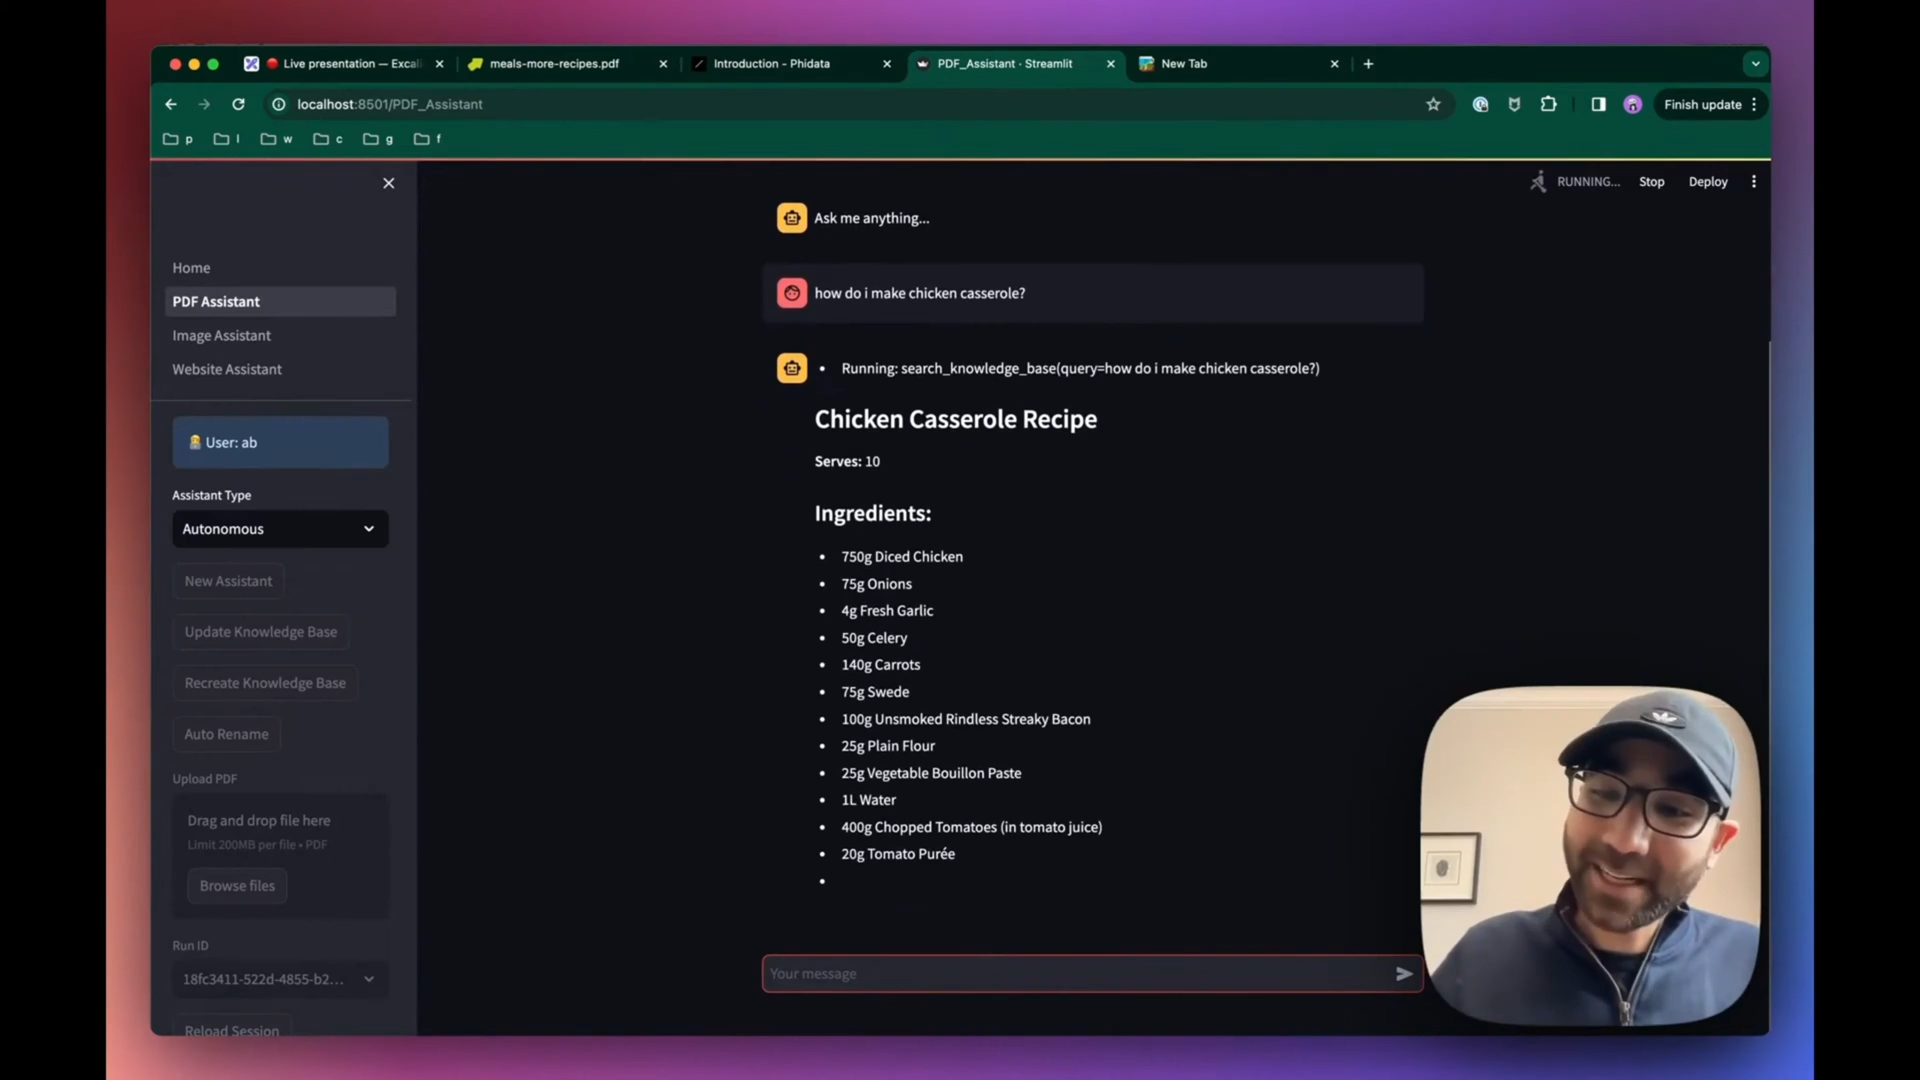 Live presentation — Excali
meals-more-recipes.pdf
Introduction - Phidata
PDF_Assistant · Streamlit
New Tab
localhost:8501/PDF_Assistant
Finish update
p
l
w
c
g
f
RUNNING...
Stop
Deploy
Home
PDF Assistant
Image Assistant
Website Assistant
User: ab
Assistant Type
Autonomous
New Assistant
Update Knowledge Base
Recreate Knowledge Base
Auto Rename
Upload PDF
Drag and drop file here
Limit 200MB per file • PDF
Browse files
Run ID
18fc3411-522d-4855-b2...
Reload Session
Ask me anything...
how do i make chicken casserole?
• Running: search_knowledge_base(query=how do i make chicken casserole?)
Chicken Casserole Recipe
Serves: 10
Ingredients:
• 750g Diced Chicken
• 75g Onions
• 4g Fresh Garlic
• 50g Celery
• 140g Carrots
• 75g Swede
• 100g Unsmoked Rindless Streaky Bacon
• 25g Plain Flour
• 25g Vegetable Bouillon Paste
• 1L Water
• 400g Chopped Tomatoes (in tomato juice)
• 20g Tomato Purée
•
Your message